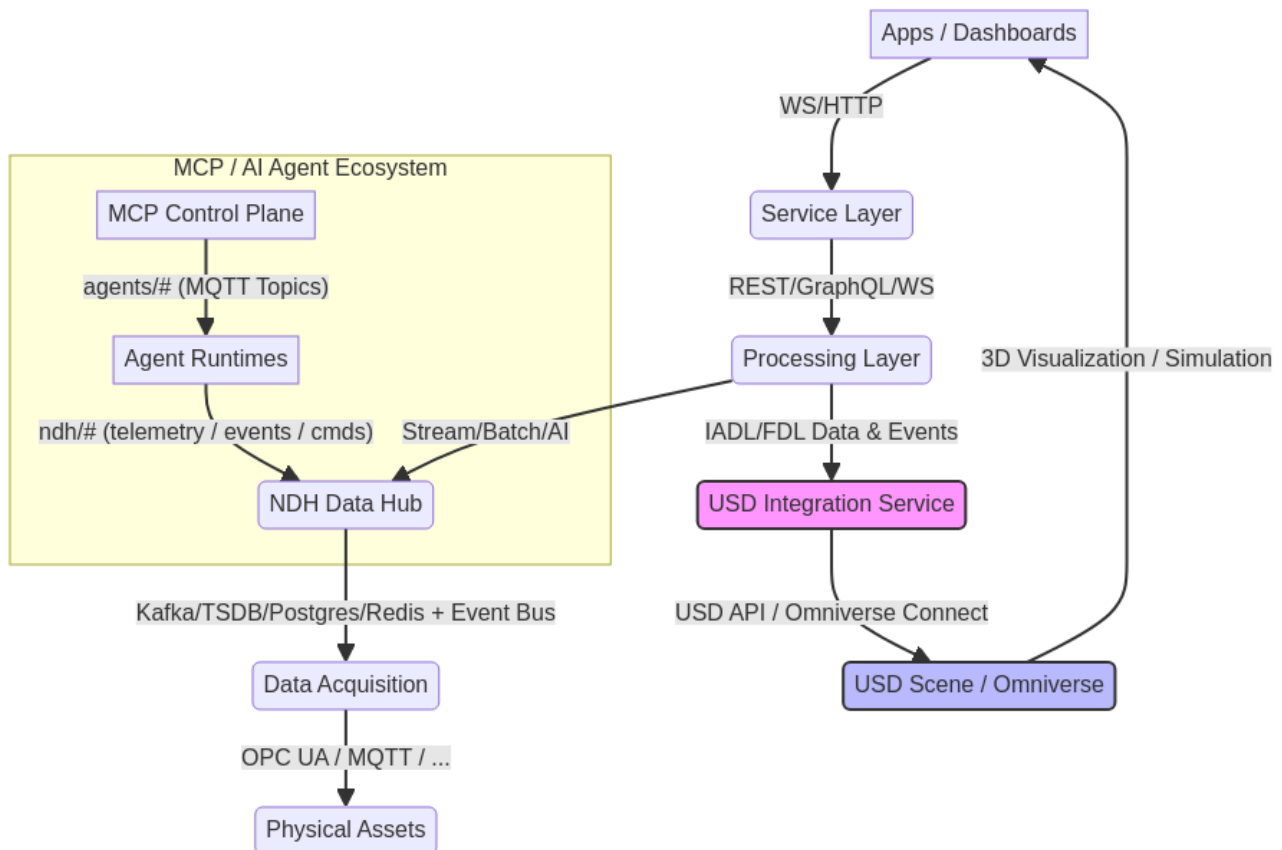 Apps / Dashboards
WS/HTTP
MCP / AI Agent Ecosystem
MCP Control Plane
Service Layer
agents/# (MQTT Topics)
REST/GraphQL/WS
Agent Runtimes
Processing Layer
3D Visualization / Simulation
ndh/# (telemetry / events / cmds)
Stream/Batch/AI
IADL/FDL Data & Events
NDH Data Hub
USD Integration Service
Kafka/TSDB/Postgres/Redis + Event Bus
USD API / Omniverse Connect
Data Acquisition
USD Scene / Omniverse
OPC UA / MQTT / ...
Physical Assets